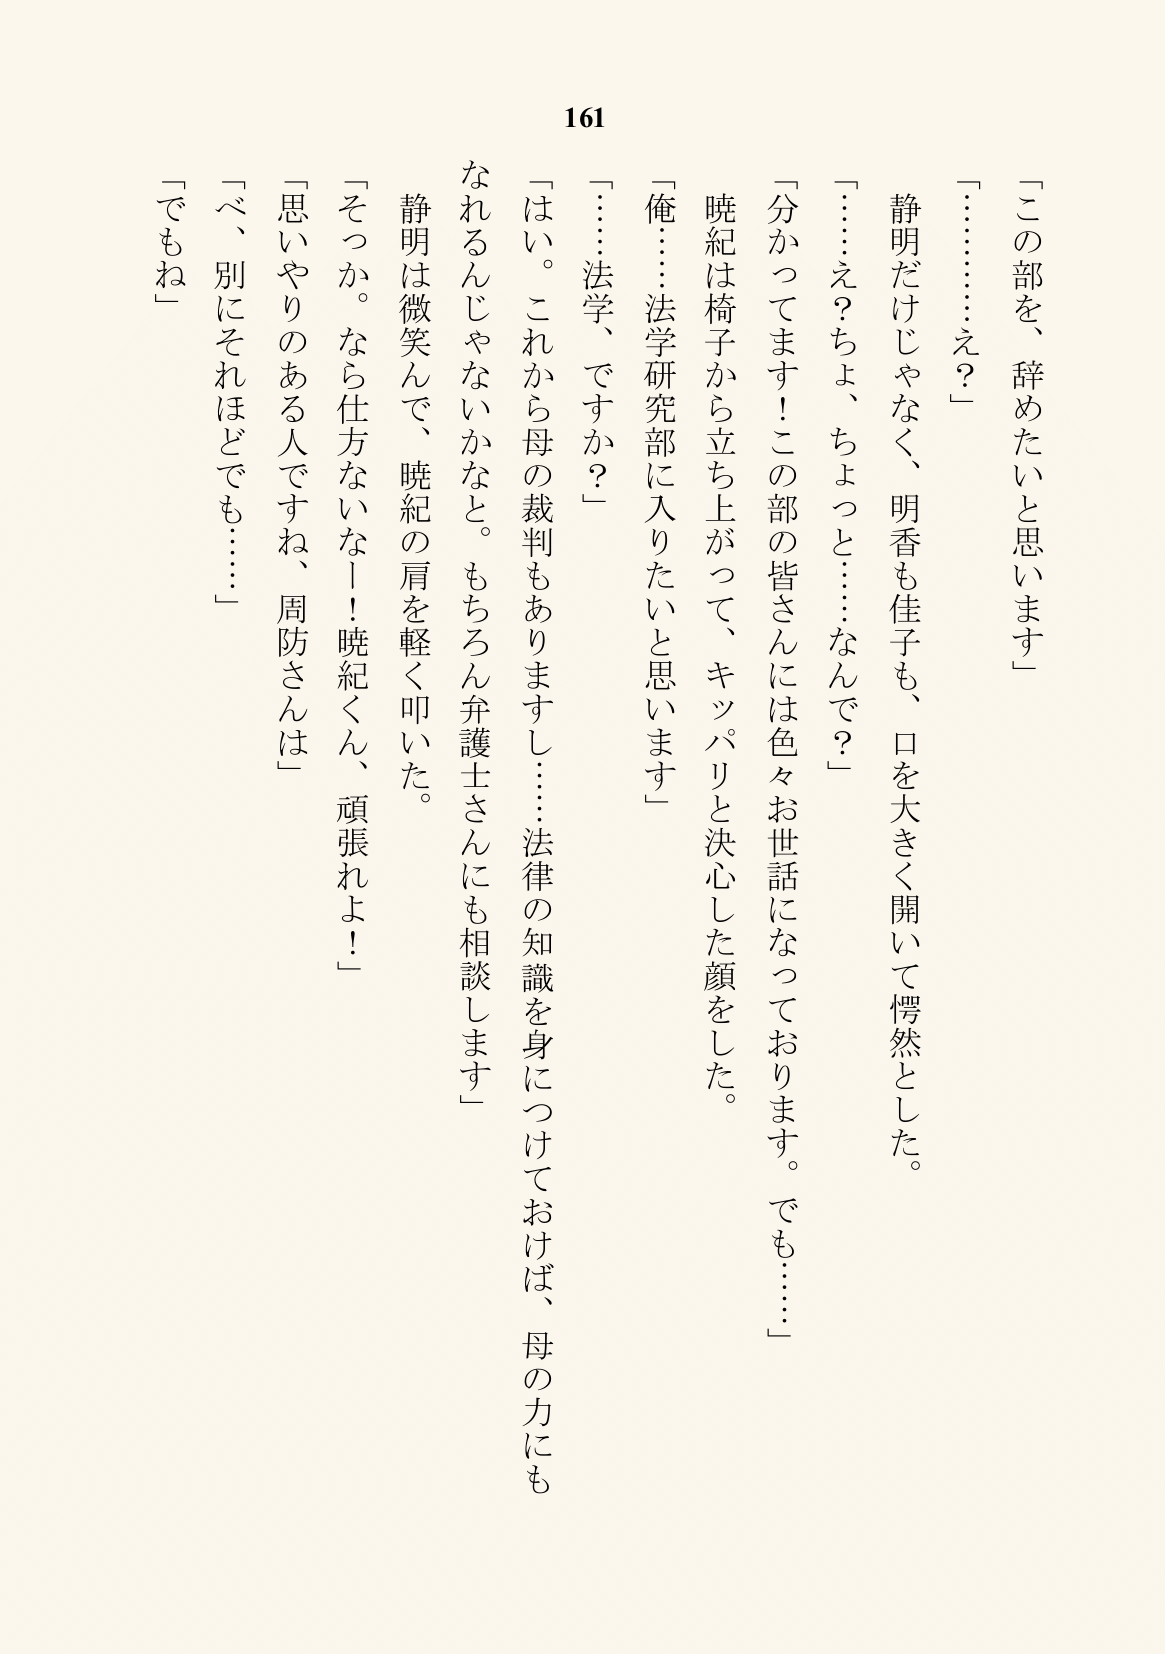 161
「この部を、辞めたいと思います」
「…………え？」
静明だけじゃなく、明香も佳子も、口を大きく開いて愕然とした。
「……え？ちょ、ちょっと……なんで？」
「分かってます！この部の皆さんには色々お世話になっております。でも……」
暁紀は椅子から立ち上がって、キッパリと決心した顔をした。
「俺……法学研究部に入りたいと思います」
「……法学、ですか？」
「はい。これから母の裁判もありますし……法律の知識を身につけておけば、母の力にも
なれるんじゃないかなと。もちろん弁護士さんにも相談します」
静明は微笑んで、暁紀の肩を軽く叩いた。
「そっか。なら仕方ないなー！暁紀くん、頑張れよ！」
「思いやりのある人ですね、周防さんは」
「べ、別にそれほどでも……」
「でもね」